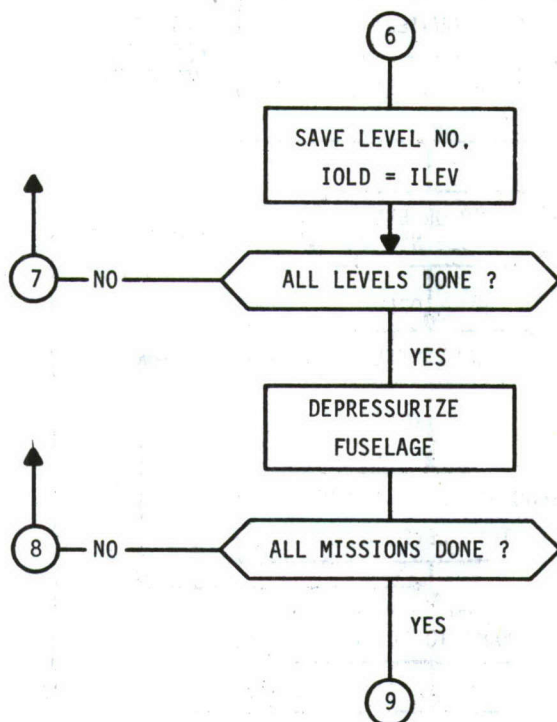 6
SAVE LEVEL NO.
IOLD = ILEV
7
NO
ALL LEVELS DONE ?
YES
DEPRESSURIZE
FUSELAGE
8
NO
ALL MISSIONS DONE ?
YES
9